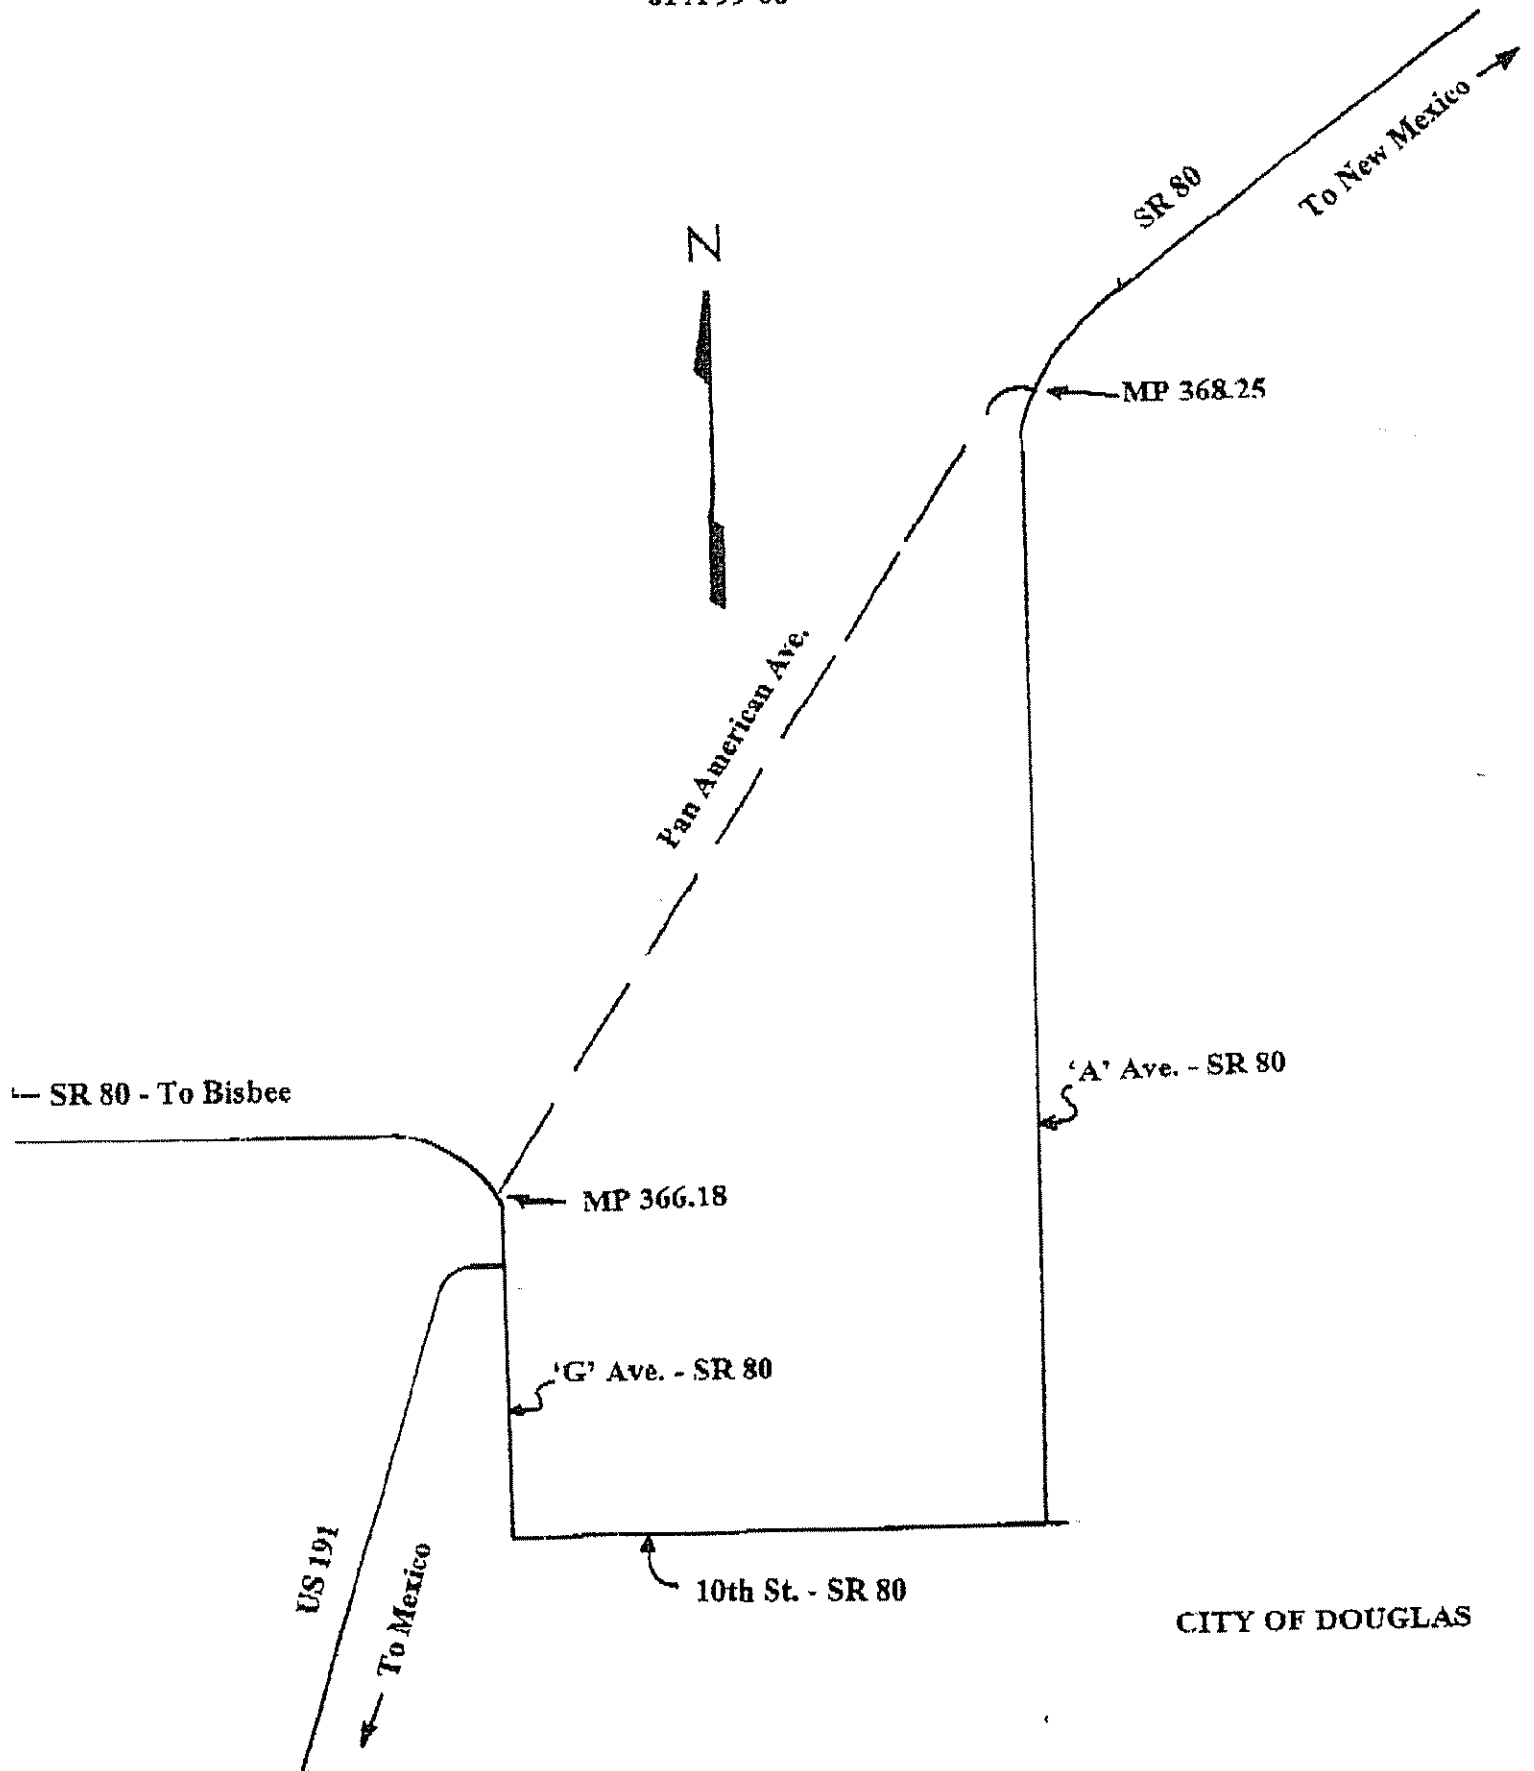 To New Mexico
SR 80
N
MP 368.25
Pan American Ave.
'A' Ave. - SR 80
SR 80 - To Bisbee
MP 366.18
'G' Ave. - SR 80
US 191
To Mexico
10th St. - SR 80
CITY OF DOUGLAS